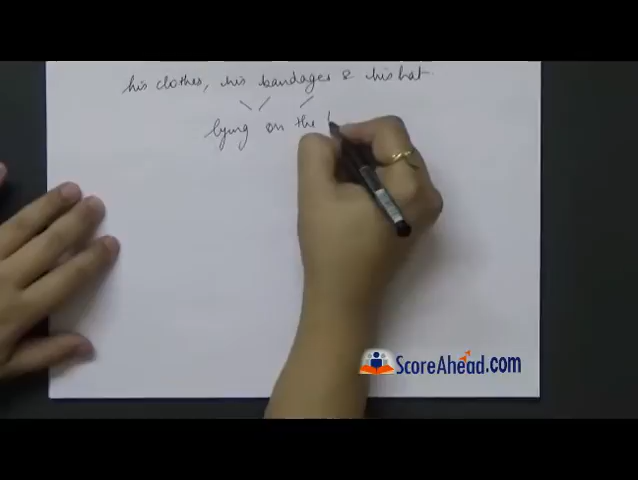 his clothes, his bandages & his hat.
lying on the
ScoreAhead.com